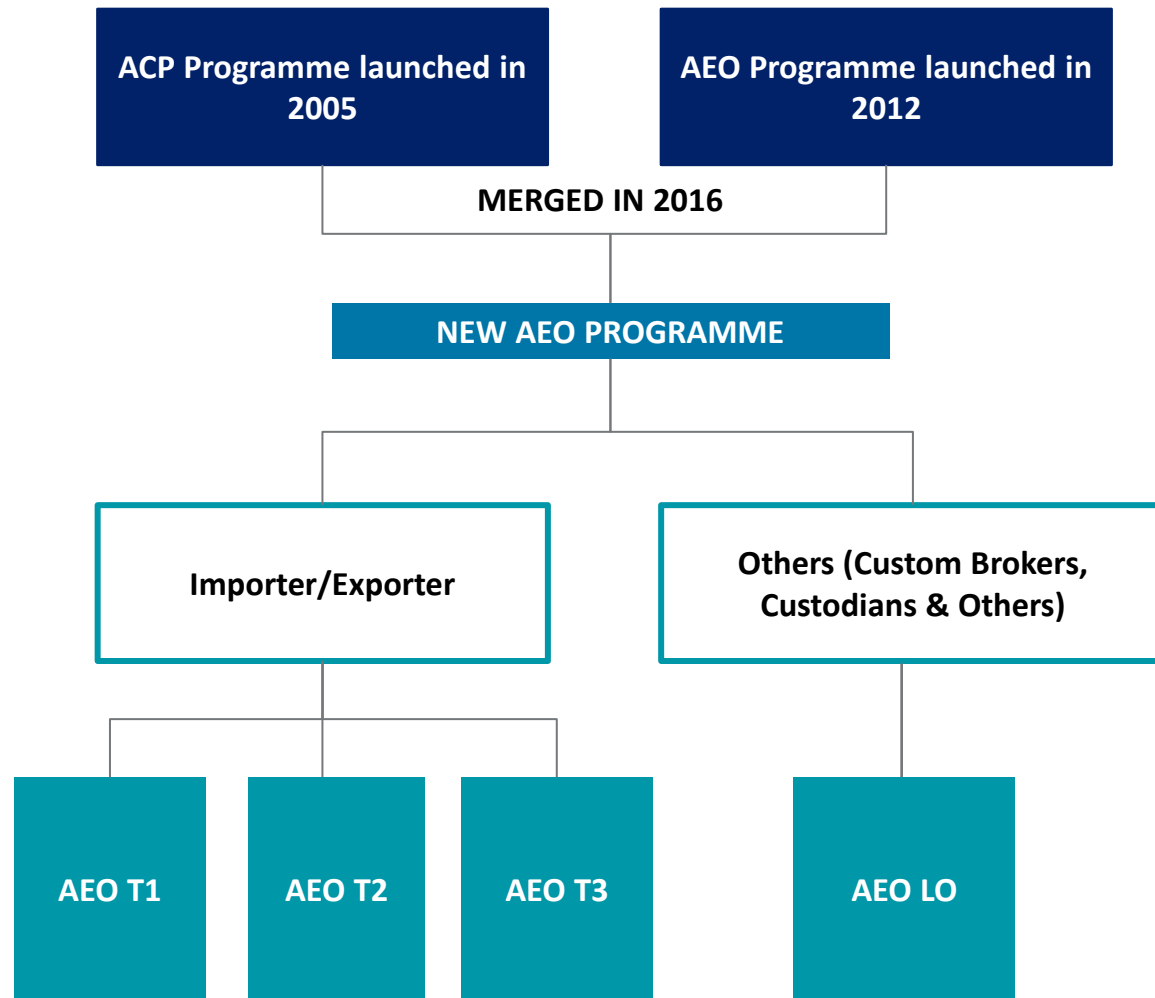 ACP Programme launched in
2005
AEO Programme launched in
2012
MERGED IN 2016
NEW AEO PROGRAMME
Importer/Exporter
Others (Custom Brokers,
Custodians & Others)
AEO T1
AEO T2
AEO T3
AEO LO